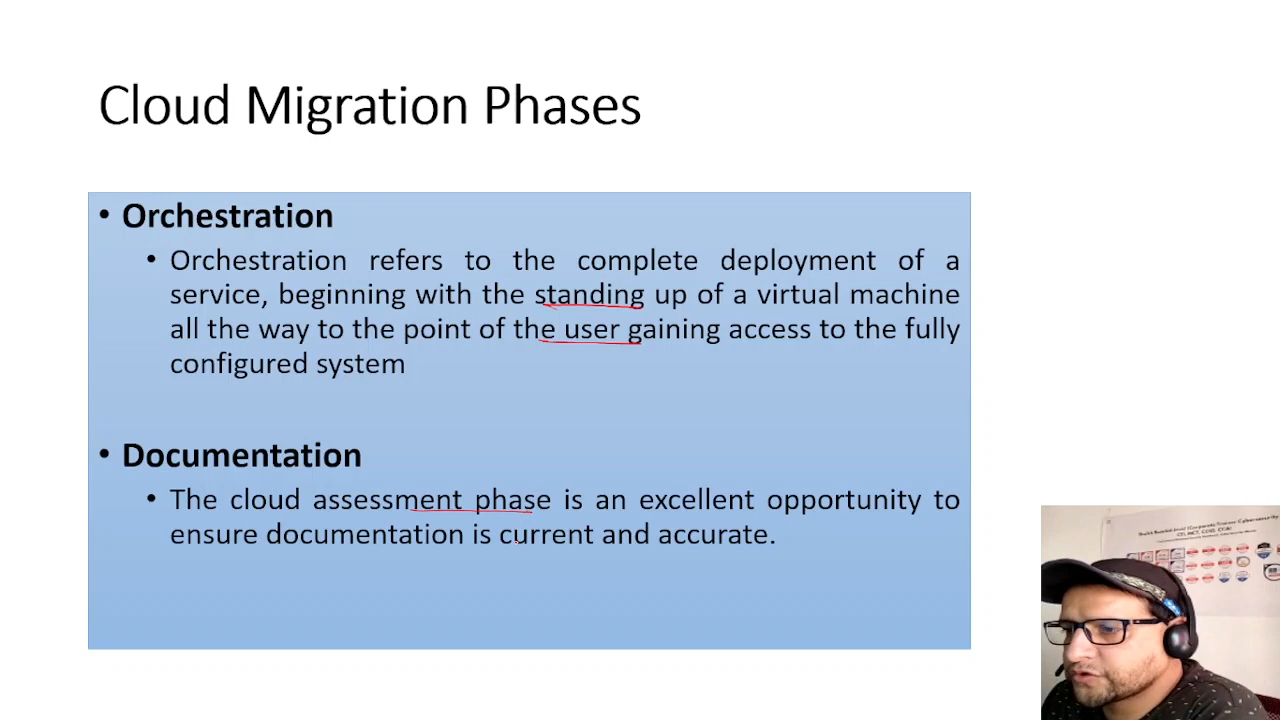 Cloud Migration Phases
• Orchestration
• Orchestration refers to the complete deployment of a
service, beginning with the standing up of a virtual machine
all the way to the point of the user gaining access to the fully
configured system
• Documentation
• The cloud assessment phase is an excellent opportunity to
ensure documentation is current and accurate.